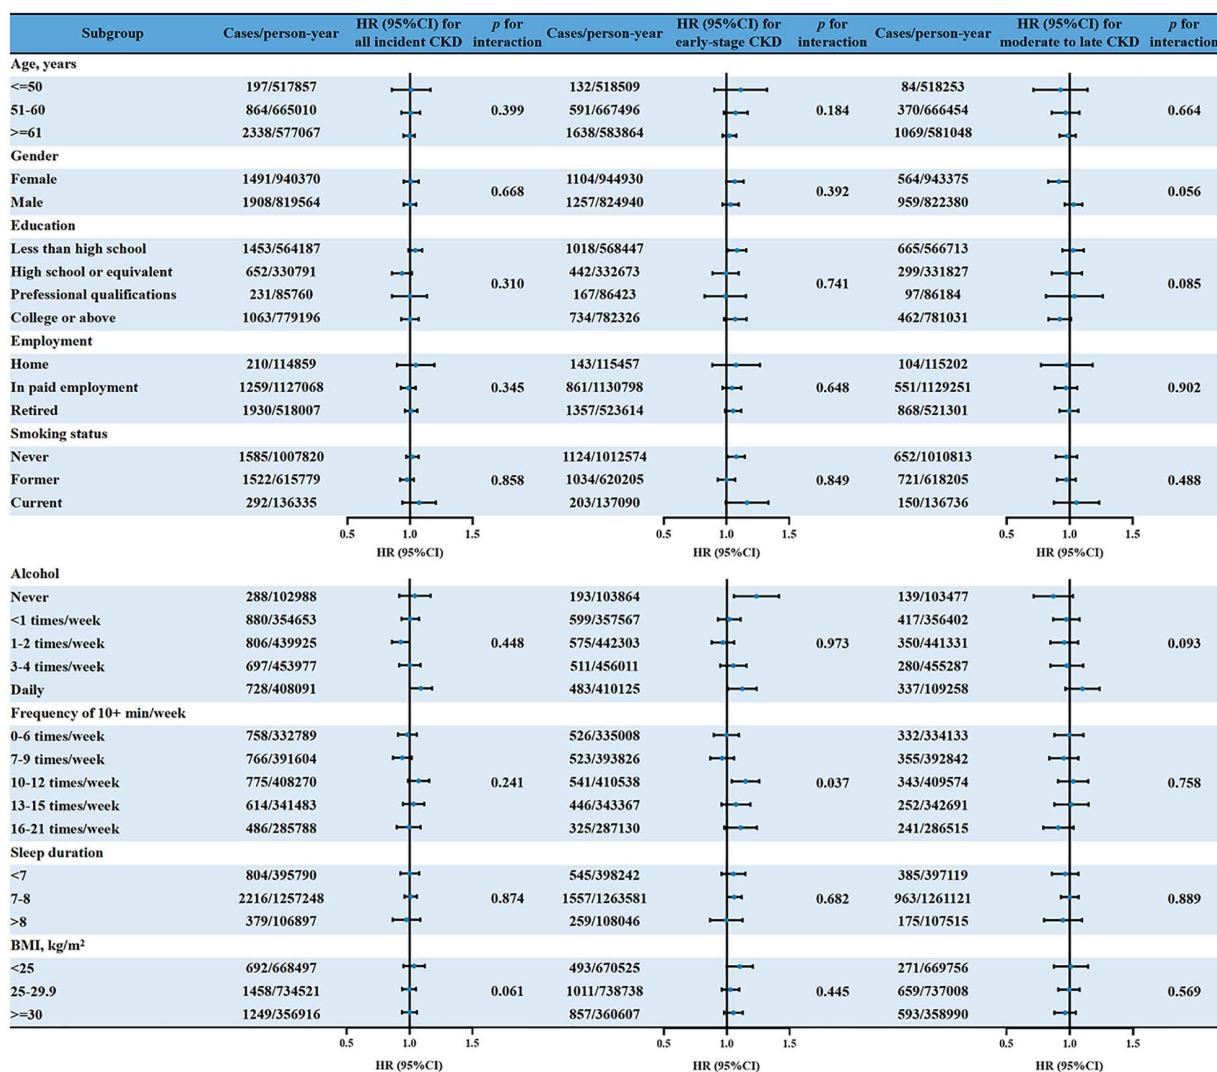 Subgroup Cases/person-year HR (95%CI) for all incident CKD p for interaction Cases/person-year HR (95%CI) for early-stage CKD p for interaction Cases/person-year HR (95%CI) for moderate to late CKD p for interaction
Age, years
<=50 197/517857 132/518509 84/518253
51-60 864/665010 0.399 591/667496 0.184 370/666454 0.664
>=61 2338/577067 1638/583864 1069/581048
Gender
Female 1491/940370 1104/944930 564/943375
0.668 0.392 0.056
Male 1908/819564 1257/824940 959/822380
Education
Less than high school 1453/564187 1018/568447 665/566713
High school or equivalent 652/330791 442/332673 299/331827
0.310 0.741 0.085
Prefessional qualifications 231/85760 167/86423 97/86184
College or above 1063/779196 734/782326 462/781031
Employment
Home 210/114859 143/115457 104/115202
In paid employment 1259/1127068 0.345 861/1130798 0.648 551/1129251 0.902
Retired 1930/518007 1357/523614 868/521301
Smoking status
Never 1585/1007820 1124/1012574 652/1010813
Former 1522/615779 0.858 1034/620205 0.849 721/618205 0.488
Current 292/136335 203/137090 150/136736
0.5 1.0 1.5 0.5 1.0 1.5 0.5 1.0 1.5
HR (95%CI) HR (95%CI) HR (95%CI)
Alcohol
Never 288/102988 193/103864 139/103477
<1 times/week 880/354653 599/357567 417/356402
1-2 times/week 806/439925 0.448 575/442303 0.973 350/441331 0.093
3-4 times/week 697/453977 511/456011 280/455287
Daily 728/408091 483/410125 337/109258
Frequency of 10+ min/week
0-6 times/week 758/332789 526/335008 332/334133
7-9 times/week 766/391604 523/393826 355/392842
10-12 times/week 775/408270 0.241 541/410538 0.037 343/409574 0.758
13-15 times/week 614/341483 446/343367 252/342691
16-21 times/week 486/285788 325/287130 241/286515
Sleep duration
<7 804/395790 545/398242 385/397119
7-8 2216/1257248 0.874 1557/1263581 0.682 963/1261121 0.889
>8 379/106897 259/108046 175/107515
BMI, kg/m²
<25 692/668497 493/670525 271/669756
25-29.9 1458/734521 0.061 1011/738738 0.445 659/737008 0.569
>=30 1249/356916 857/360607 593/358990
0.5 1.0 1.5 0.5 1.0 1.5 0.5 1.0 1.5
HR (95%CI) HR (95%CI) HR (95%CI)